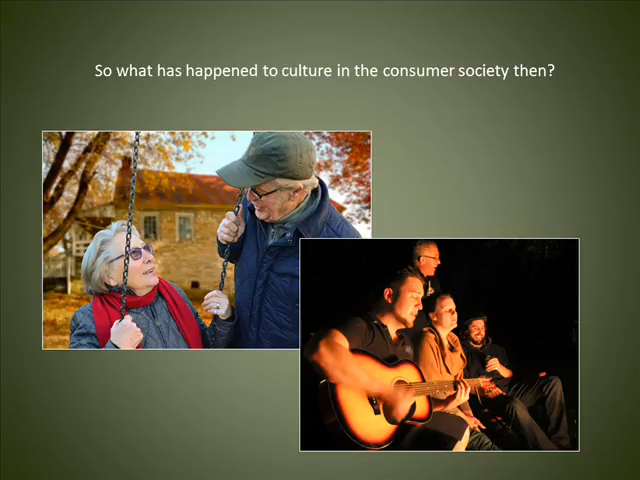 So what has happened to culture in the consumer society then?